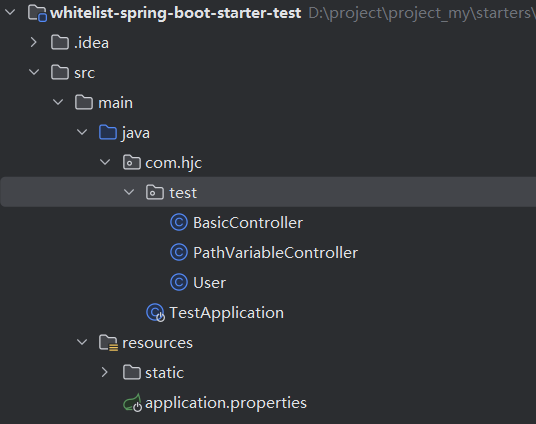 whitelist-spring-boot-starter-test D:\project\project_my\starters\
.idea
src
main
java
com.hjc
test
BasicController
PathVariableController
User
TestApplication
resources
static
application.properties